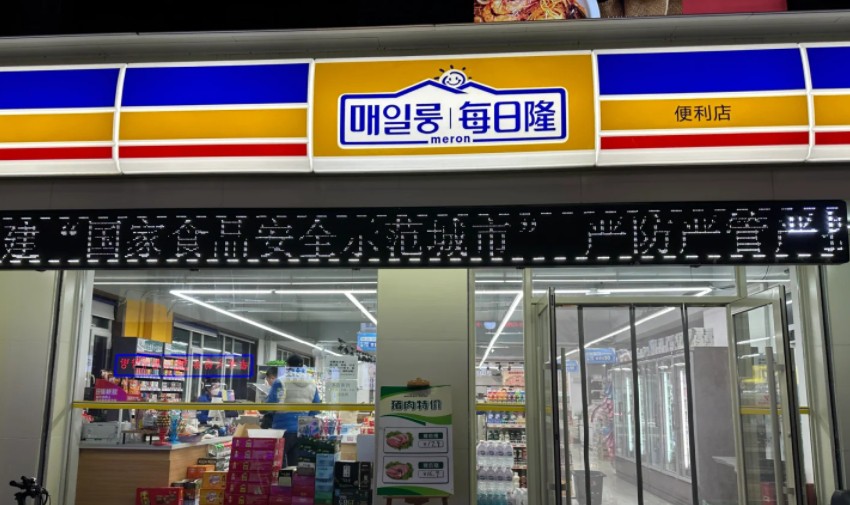 매일룽 | 每日隆
meron
便利店
建“国家食品安全示范城市” 严防严管严
卤肉特价